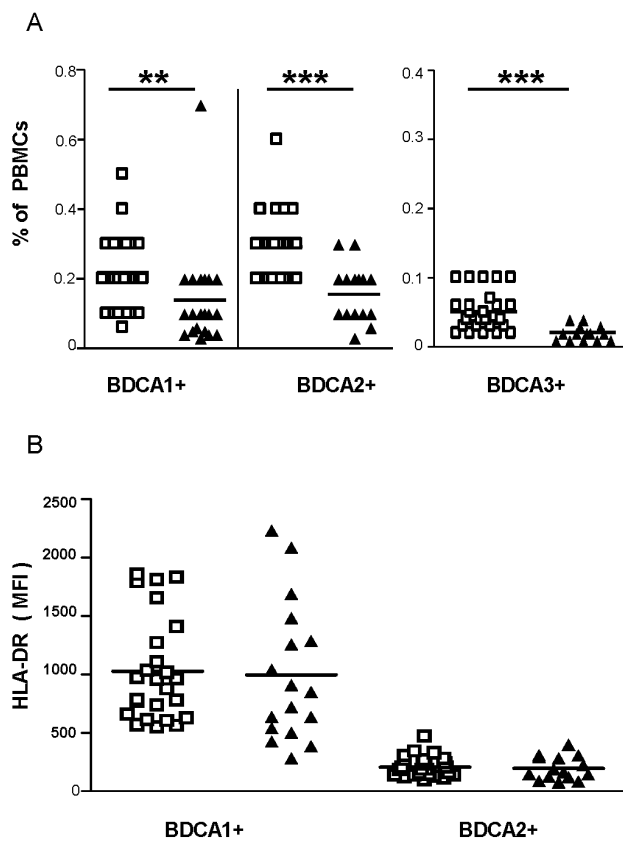 A
** *** ***
0.8 0.4
0.6 0.3
% of PBMCs
0.4 0.2
0.2 0.1
0 0
BDCA1+ BDCA2+ BDCA3+
B
2500
2000
HLA-DR ( MFI)
1500
1000
500
0
BDCA1+ BDCA2+